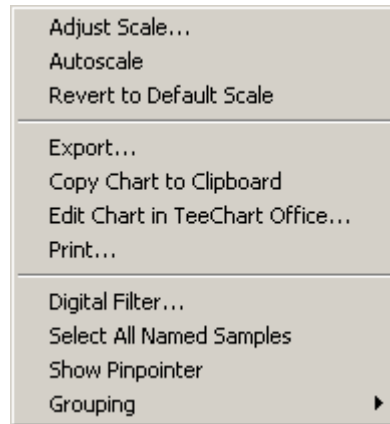 Adjust Scale...
Autoscale
Revert to Default Scale
Export...
Copy Chart to Clipboard
Edit Chart in TeeChart Office...
Print...
Digital Filter...
Select All Named Samples
Show Pinpointer
Grouping